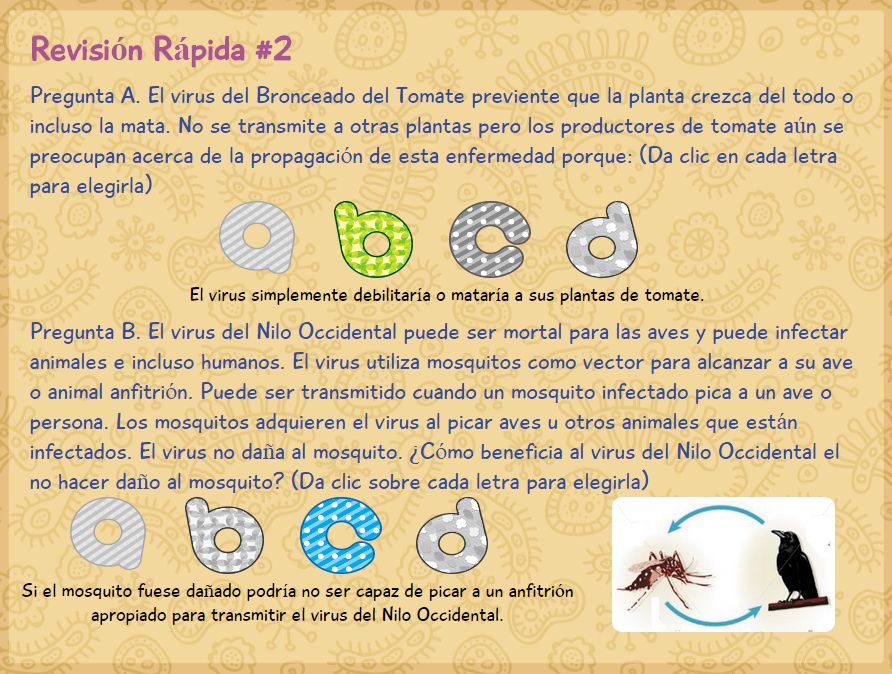 Revisión Rápida #2
Pregunta A. El virus del Bronceado del Tomate previente que la planta crezca del todo o
incluso la mata. No se transmite a otras plantas pero los productores de tomate aún se
preocupan acerca de la propagación de esta enfermedad porque: (Da clic en cada letra
para elegirla)
a b c d
El virus simplemente debilitaría o mataría a sus plantas de tomate.
Pregunta B. El virus del Nilo Occidental puede ser mortal para las aves y puede infectar
animales e incluso humanos. El virus utiliza mosquitos como vector para alcanzar a su ave
o animal anfitrión. Puede ser transmitido cuando un mosquito infectado pica a un ave o
persona. Los mosquitos adquieren el virus al picar aves u otros animales que están
infectados. El virus no daña al mosquito. ¿Cómo beneficia al virus del Nilo Occidental el
no hacer daño al mosquito? (Da clic sobre cada letra para elegirla)
a b c d
Si el mosquito fuese dañado podría no ser capaz de picar a un anfitrión
apropiado para transmitir el virus del Nilo Occidental.